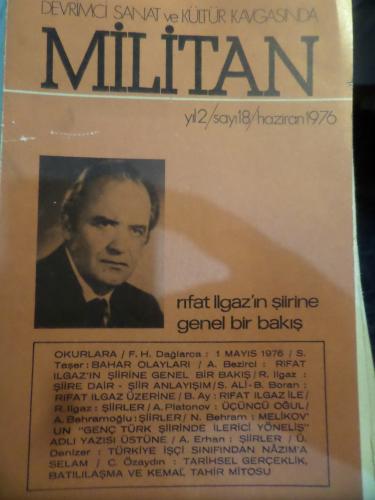 DEVRİMCİ SANAT ve KÜLTÜR KAVGASINDA
MİLİTAN
yıl2/sayı18/haziran1976
rıfat Ilgaz'ın şiirine
genel bir bakış
OKURLARA / F. H. Dağlarca : 1 MAYIS 1976 / S.
Taşer: BAHAR OLAYLARI / A. Bezirci : RIFAT
ILGAZ'IN ŞİİRİNE GENEL BİR BAKIŞ / R. Ilgaz :
ŞİİRE DAİR - ŞİİR ANLAYIŞIM / S. ALİ - B. Boran :
RIFAT ILGAZ ÜZERİNE / B. Ay : RIFAT ILGAZ İLE /
R. Ilgaz : ŞİİRLER / A. Platonov : ÜÇÜNCÜ OĞUL /
A. Behramoğlu : ŞİİRLER / N. Behram : MELİKOV'
UN "GENÇ TÜRK ŞİİRİNDE İLERİCİ YÖNELİŞ"
ADLI YAZISI ÜSTÜNE / A. Erhan : ŞİİRLER / Ü.
Denizer : TÜRKİYE İŞÇİ SINIFINDAN NÂZIM'A
SELAM / C. Özaydın : TARİHSEL GERÇEKLİK,
BATILILAŞMA VE KEMAL TAHİR MİTOSU